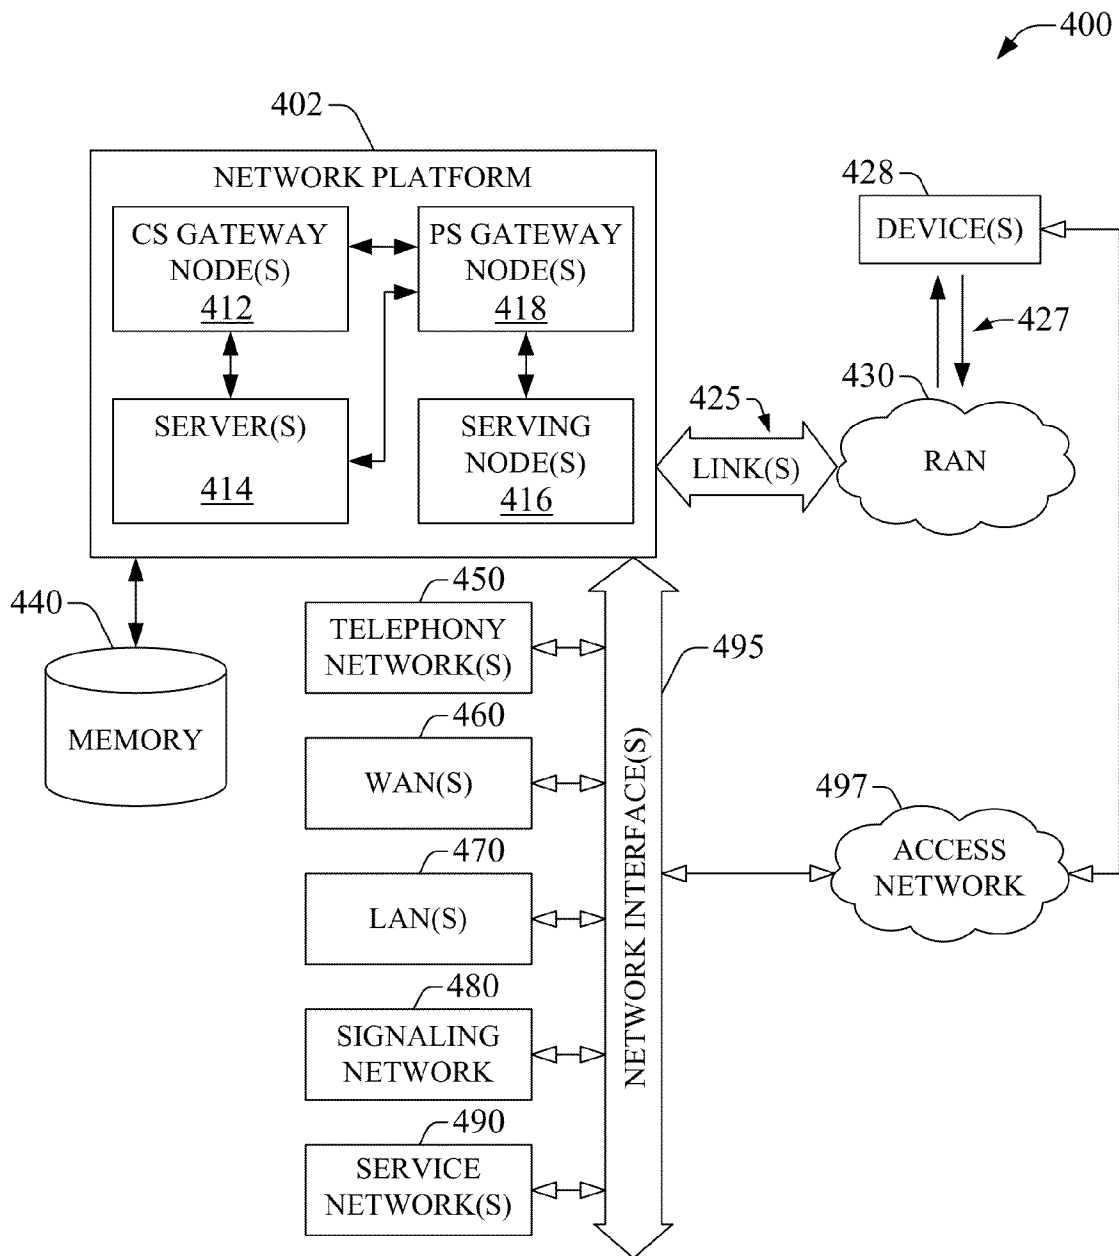 400
402
NETWORK PLATFORM
CS GATEWAY
NODE(S)
412
PS GATEWAY
NODE(S)
418
SERVER(S)
414
SERVING
NODE(S)
416
428
DEVICE(S)
427
430
RAN
425
LINK(S)
440
MEMORY
450
TELEPHONY
NETWORK(S)
460
WAN(S)
470
LAN(S)
480
SIGNALING
NETWORK
490
SERVICE
NETWORK(S)
495
NETWORK INTERFACE(S)
497
ACCESS
NETWORK